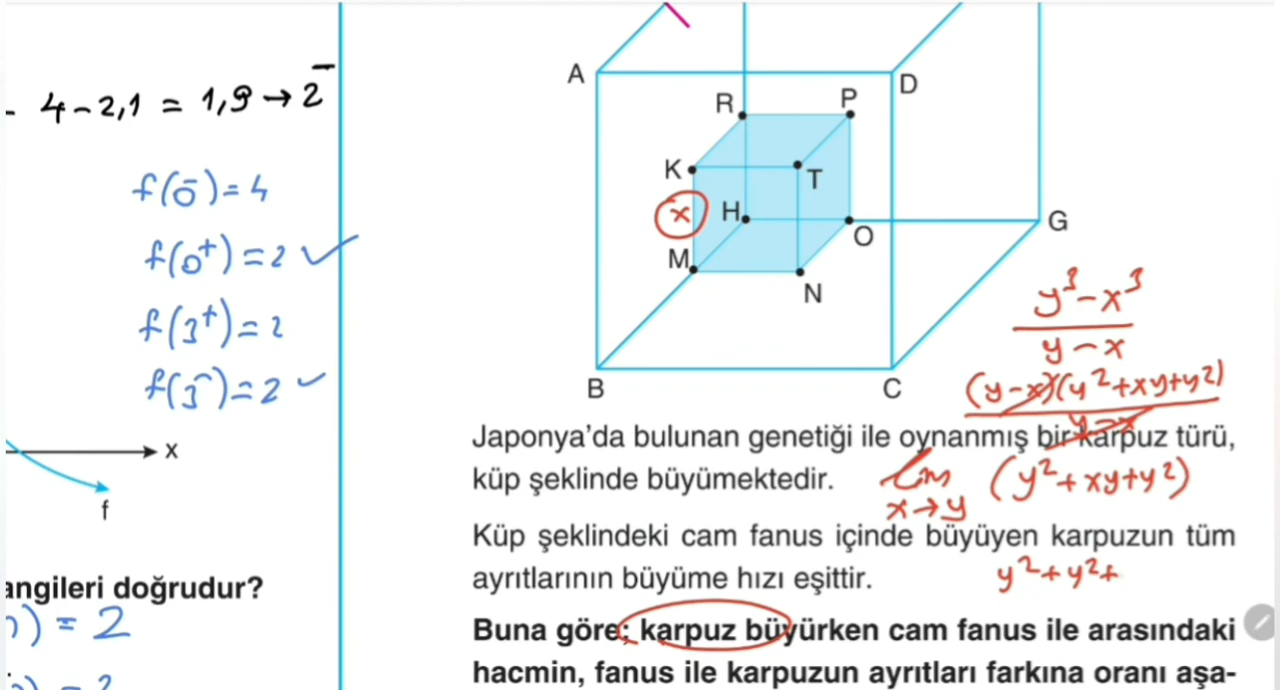 4 - 2,1 = 1,9 → 2⁻
f(0⁻) = 4
f(0⁺) = 2 ✓
f(3⁺) = 2
f(3⁻) = 2 ✓
x
f
angileri doğrudur?
) = 2
) = 2
A
D
R
P
K
T
x
H
O
G
M
N
B
C
y³ - x³
y - x
(y - x)(y² + xy + y²)
y - x
Japonya'da bulunan genetiği ile oynanmış bir karpuz türü,
küp şeklinde büyümektedir.
lim (y² + xy + y²)
x → y
Küp şeklindeki cam fanus içinde büyüyen karpuzun tüm
ayrıtlarının büyüme hızı eşittir.
y² + y² +
Buna göre; karpuz büyürken cam fanus ile arasındaki
hacmin, fanus ile karpuzun ayrıtları farkına oranı aşa-